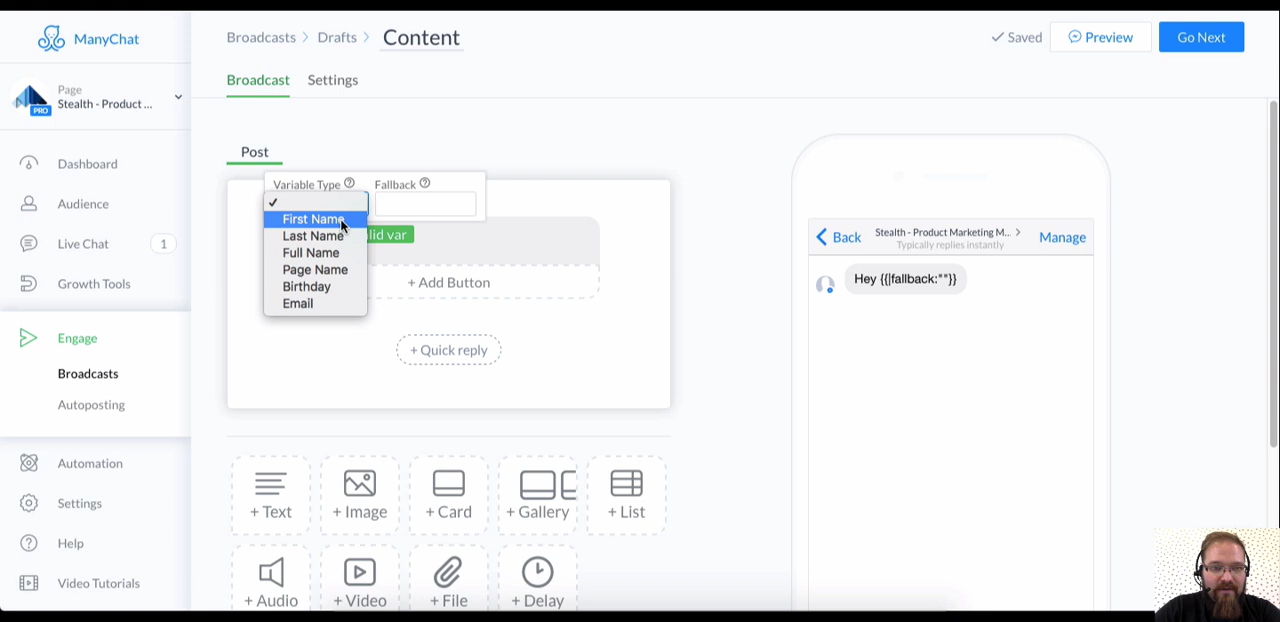 ManyChat
Broadcasts
Drafts
Content
Saved
Preview
Go Next
Page
Stealth - Product ...
PRO
Broadcast
Settings
Dashboard
Audience
Live Chat
1
Growth Tools
Engage
Broadcasts
Autoposting
Automation
Settings
Help
Video Tutorials
Post
Variable Type
Fallback
First Name
Last Name
Full Name
Page Name
Birthday
Email
lid var
+ Add Button
+ Quick reply
+ Text
+ Image
+ Card
+ Gallery
+ List
+ Audio
+ Video
+ File
+ Delay
Back
Stealth - Product Marketing M...
Typically replies instantly
Manage
Hey {{|fallback:""}}